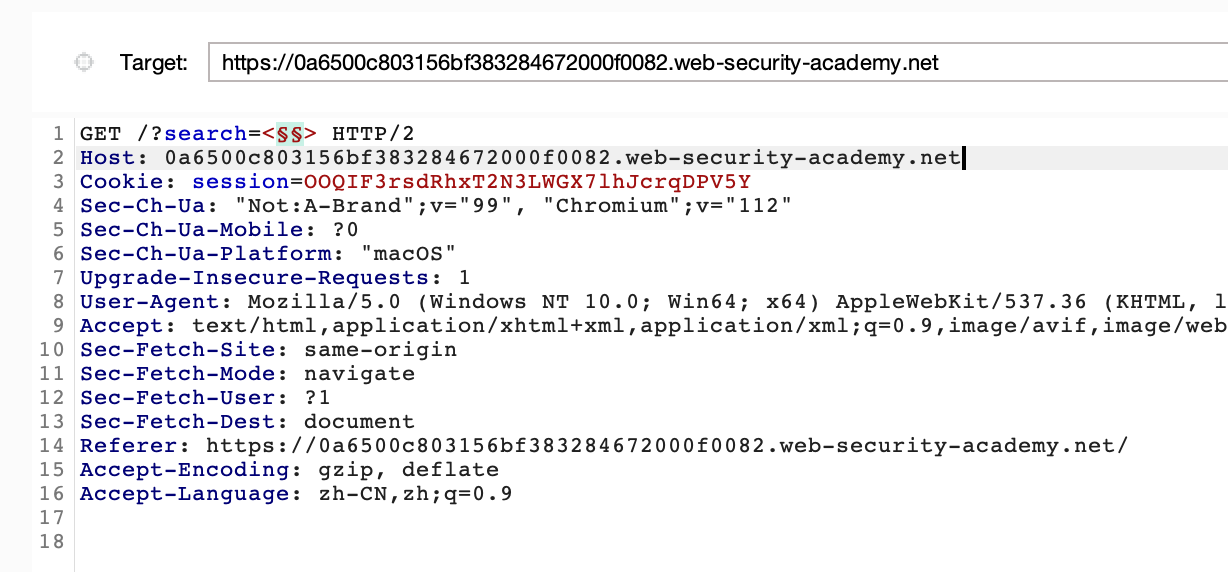 Target: https://0a6500c803156bf383284672000f0082.web-security-academy.net
1 GET /?search=<§§> HTTP/2
2 Host: 0a6500c803156bf383284672000f0082.web-security-academy.net
3 Cookie: session=OOQIF3rsdRhxT2N3LWGX7lhJcrqDPV5Y
4 Sec-Ch-Ua: "Not:A-Brand";v="99", "Chromium";v="112"
5 Sec-Ch-Ua-Mobile: ?0
6 Sec-Ch-Ua-Platform: "macOS"
7 Upgrade-Insecure-Requests: 1
8 User-Agent: Mozilla/5.0 (Windows NT 10.0; Win64; x64) AppleWebKit/537.36 (KHTML, l
9 Accept: text/html,application/xhtml+xml,application/xml;q=0.9,image/avif,image/web
10 Sec-Fetch-Site: same-origin
11 Sec-Fetch-Mode: navigate
12 Sec-Fetch-User: ?1
13 Sec-Fetch-Dest: document
14 Referer: https://0a6500c803156bf383284672000f0082.web-security-academy.net/
15 Accept-Encoding: gzip, deflate
16 Accept-Language: zh-CN,zh;q=0.9
17
18